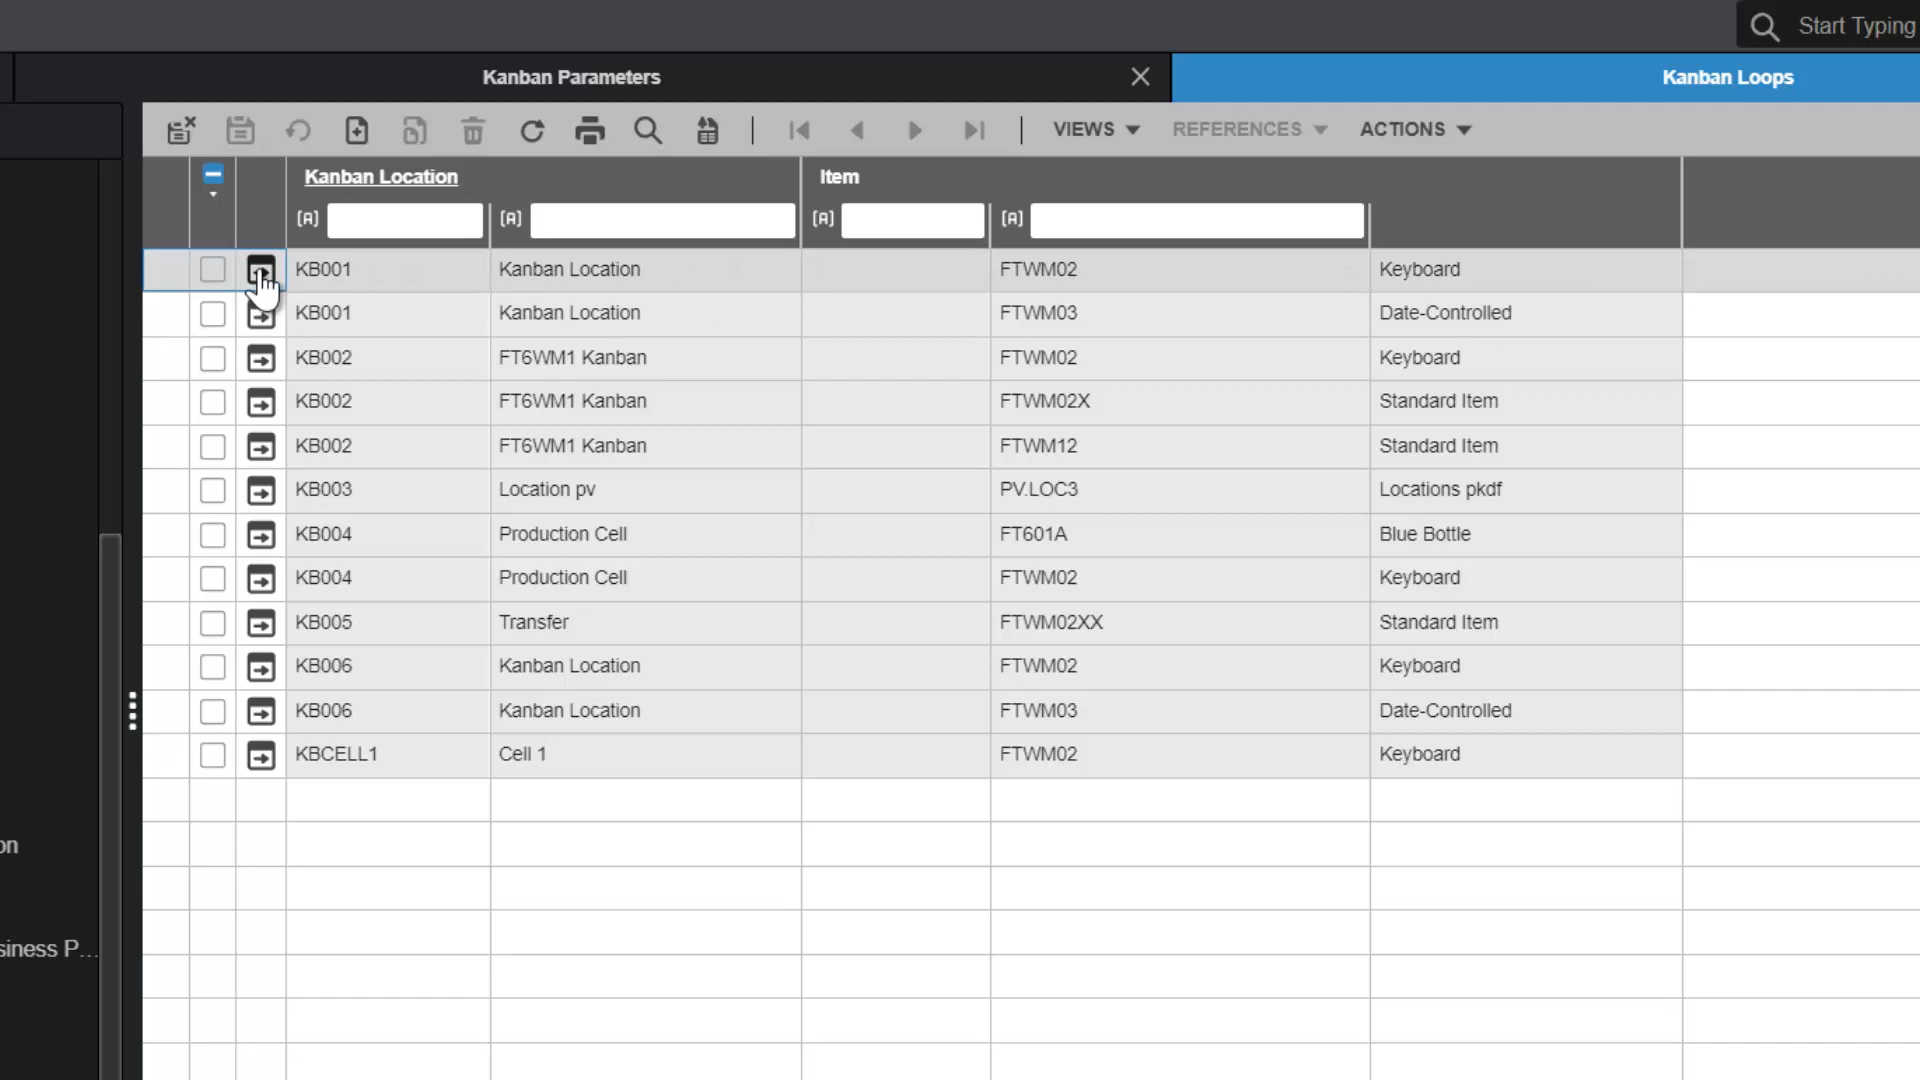 Start Typing
Kanban Parameters
Kanban Loops
VIEWS REFERENCES ACTIONS
Kanban Location Item
[A] [A] [A] [A]
KB001 Kanban Location FTWM02 Keyboard
KB001 Kanban Location FTWM03 Date-Controlled
KB002 FT6WM1 Kanban FTWM02 Keyboard
KB002 FT6WM1 Kanban FTWM02X Standard Item
KB002 FT6WM1 Kanban FTWM12 Standard Item
KB003 Location pv PV.LOC3 Locations pkdf
KB004 Production Cell FT601A Blue Bottle
KB004 Production Cell FTWM02 Keyboard
KB005 Transfer FTWM02XX Standard Item
KB006 Kanban Location FTWM02 Keyboard
KB006 Kanban Location FTWM03 Date-Controlled
KBCELL1 Cell 1 FTWM02 Keyboard
on
siness P...